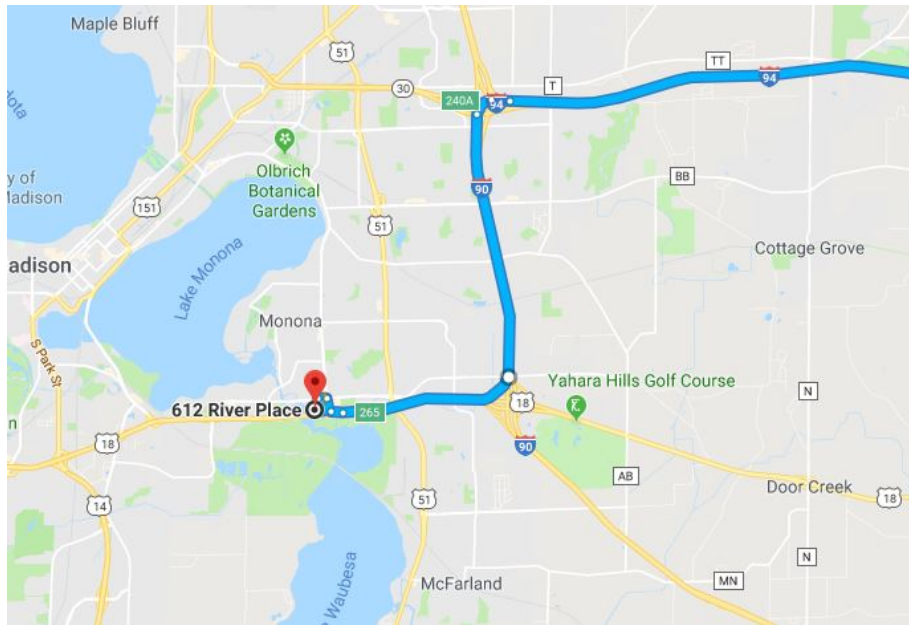 Maple Bluff
51
TT
94
T
30
240A
94
dota
Olbrich
Botanical
Gardens
BB
90
y of
Madison
151
51
Cottage Grove
adison
Lake Monona
Monona
S Park St
Yahara Hills Golf Course
N
18
612 River Place
265
n
18
90
AB
Door Creek
18
14
51
N
Waubesa
McFarland
MN